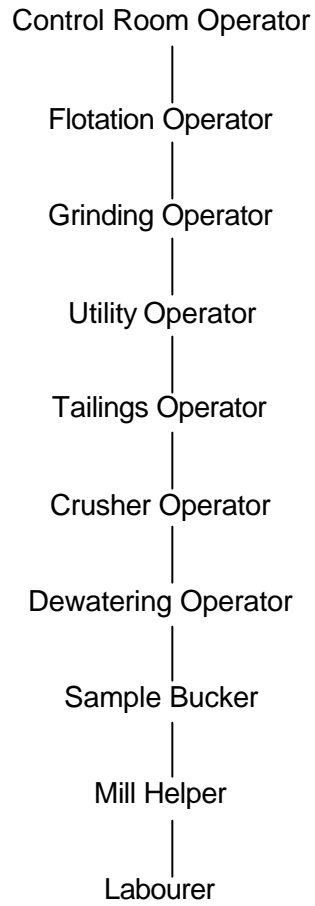 Control Room Operator
Flotation Operator
Grinding Operator
Utility Operator
Tailings Operator
Crusher Operator
Dewatering Operator
Sample Bucker
Mill Helper
Labourer